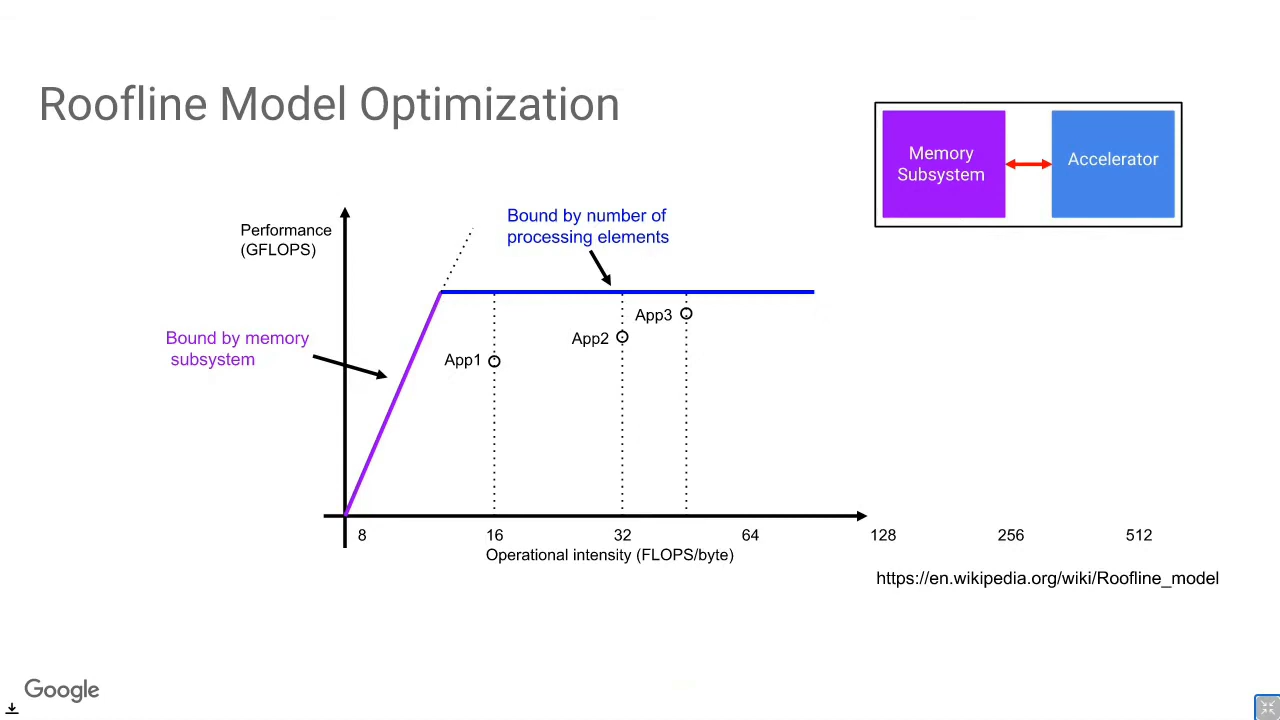 Roofline Model Optimization
Memory
Subsystem
Accelerator
Performance
(GFLOPS)
Bound by number of
processing elements
Bound by memory
subsystem
App1
App2
App3
8 16 32 64 128 256 512
Operational intensity (FLOPS/byte)
https://en.wikipedia.org/wiki/Roofline_model
Google